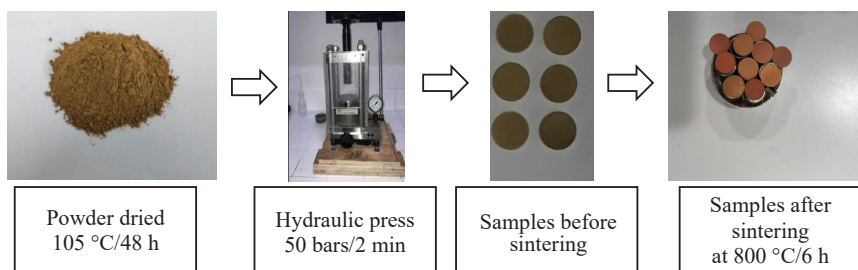 Powder dried
105 °C/48 h
Hydraulic press
50 bars/2 min
Samples before
sintering
Samples after
sintering
at 800 °C/6 h